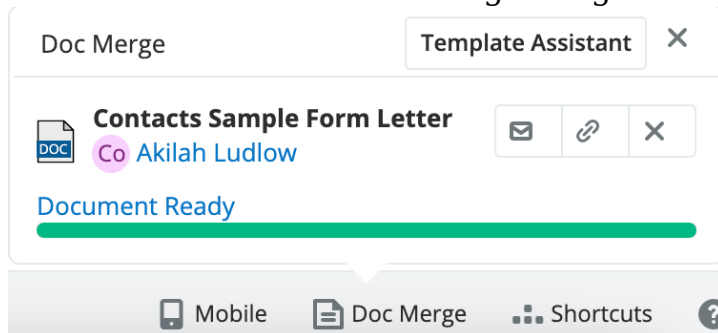 Doc Merge Template Assistant
Contacts Sample Form Letter
DOC
Co Akilah Ludlow
Document Ready
Mobile Doc Merge Shortcuts ?